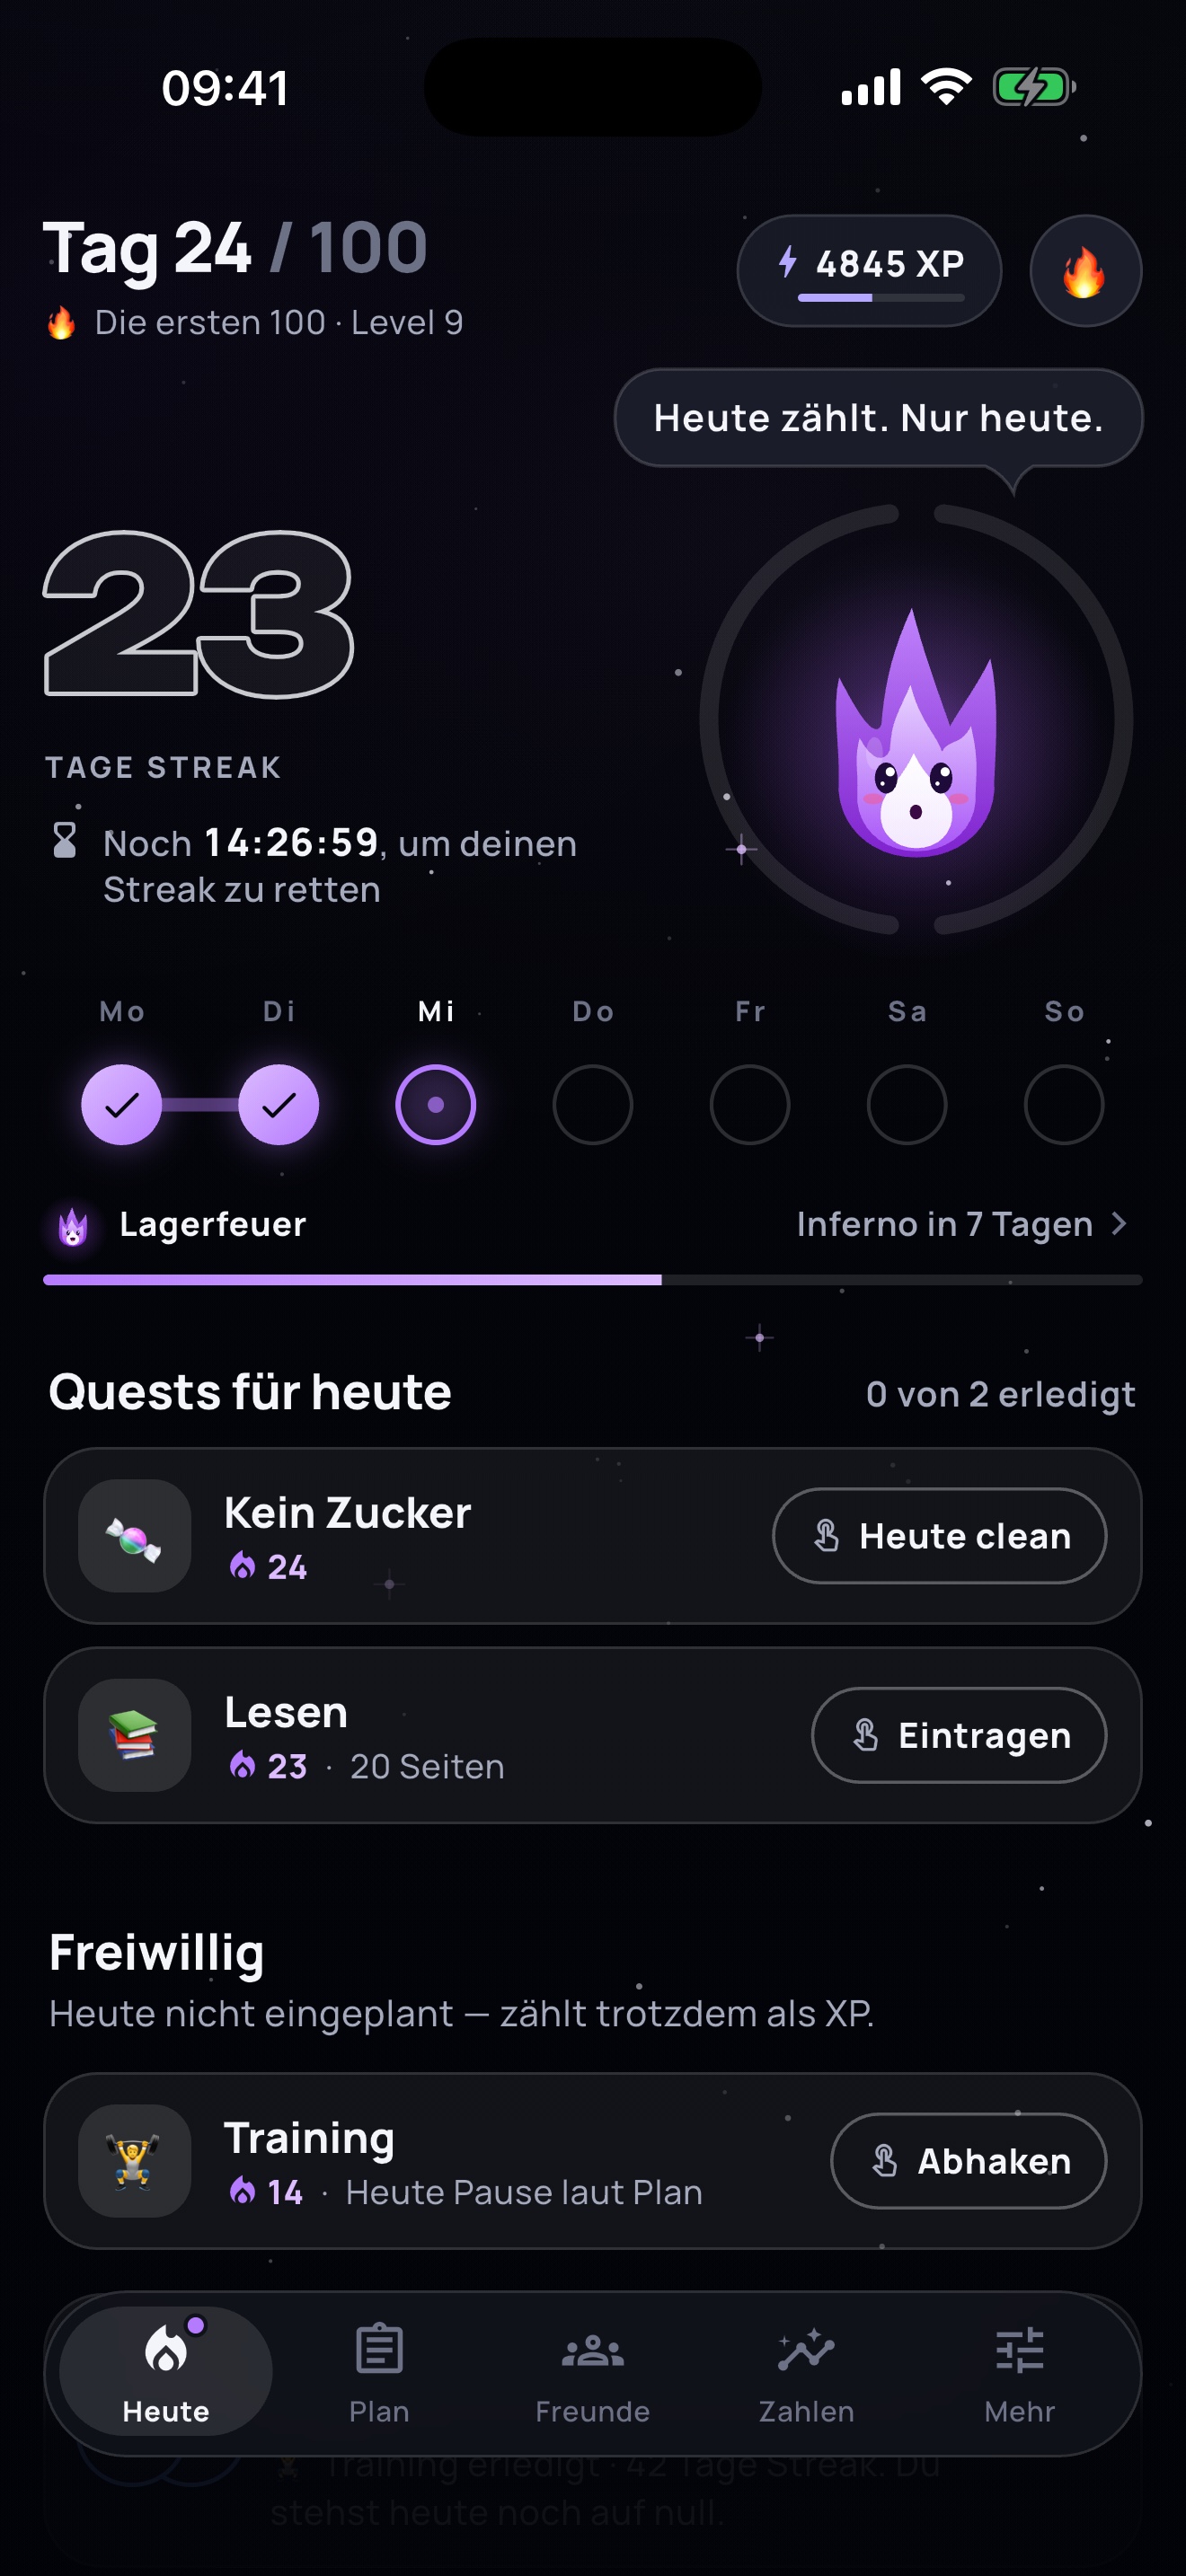 09:41
Tag 24 / 100
4845 XP
🔥 Die ersten 100 · Level 9
Heute zählt. Nur heute.
23
TAGE STREAK
Noch 14:26:59, um deinen
Streak zu retten
Mo Di Mi Do Fr Sa So
Lagerfeuer
Inferno in 7 Tagen
Quests für heute
0 von 2 erledigt
Kein Zucker
24
Heute clean
Lesen
23 · 20 Seiten
Eintragen
Freiwillig
Heute nicht eingeplant — zählt trotzdem als XP.
Training
14 · Heute Pause laut Plan
Abhaken
Heute
Plan
Freunde
Zahlen
Mehr
Training erledigt · 42 Tage Streak. Du
stehst heute noch auf null.